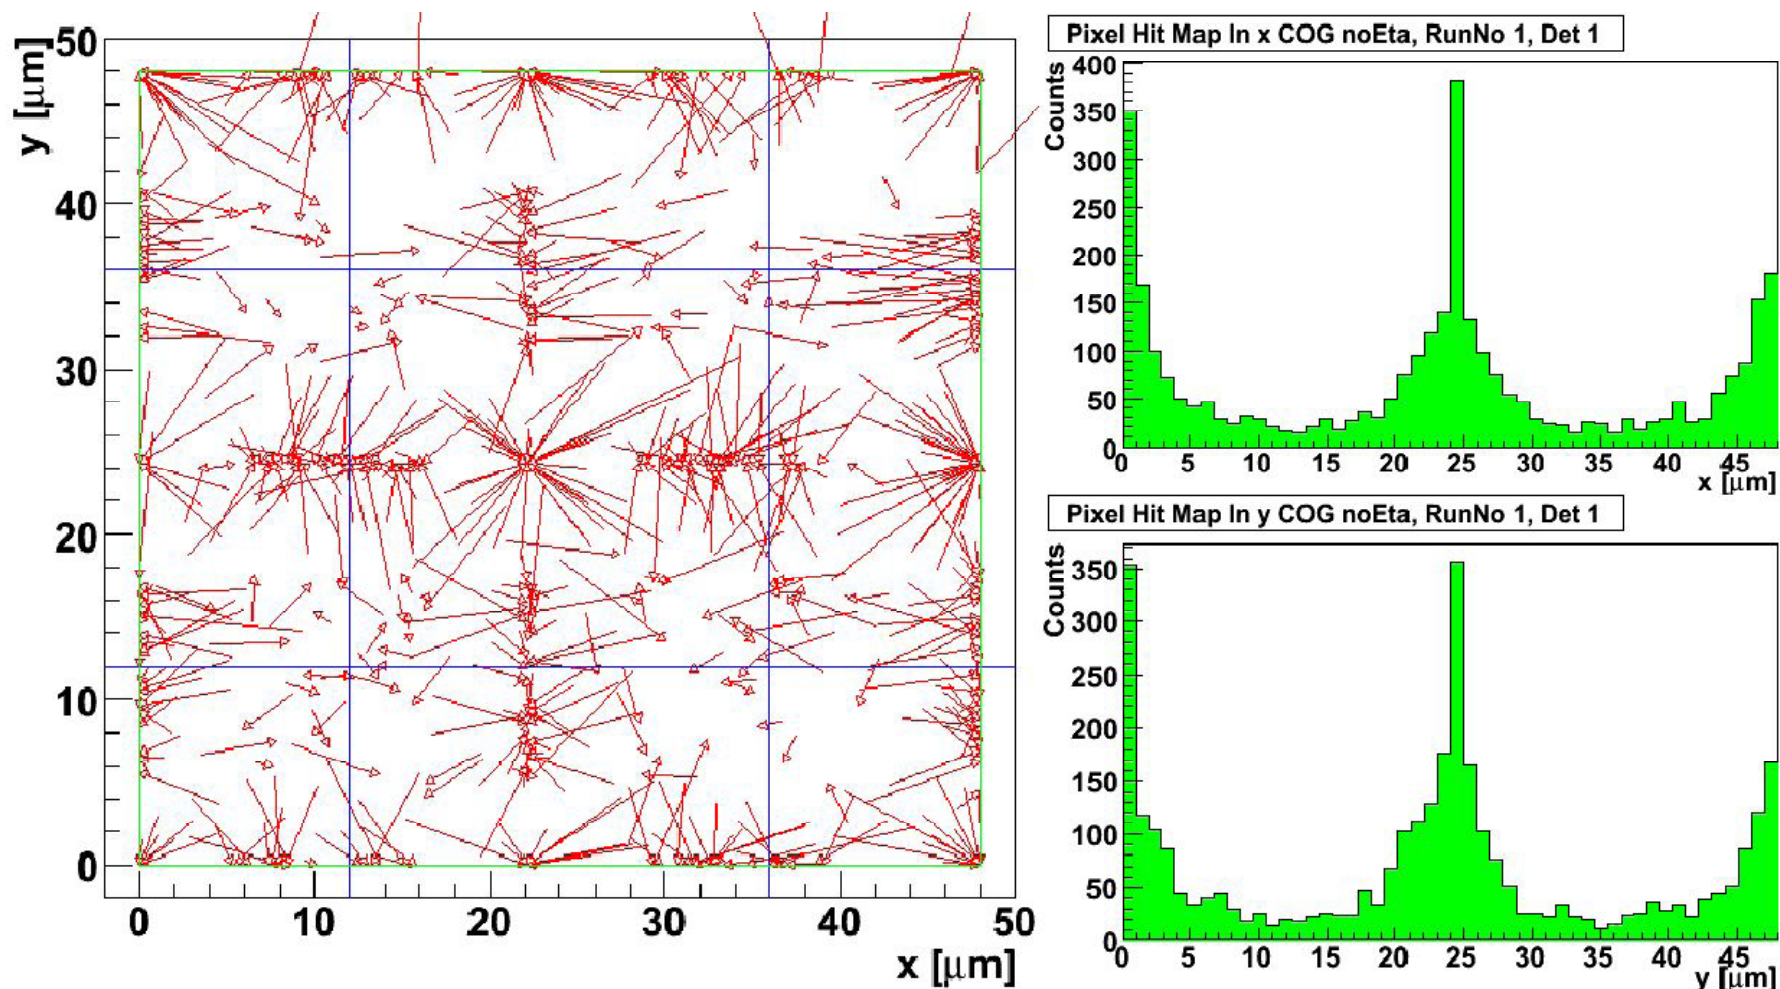 50
40
30
20
10
0
y [μm]
0 10 20 30 40 50
x [μm]
Pixel Hit Map In x COG noEta, RunNo 1, Det 1
Counts
400
350
300
250
200
150
100
50
0
0 5 10 15 20 25 30 35 40 45
x [μm]
Pixel Hit Map In y COG noEta, RunNo 1, Det 1
Counts
350
300
250
200
150
100
50
0
0 5 10 15 20 25 30 35 40 45
y [μm]